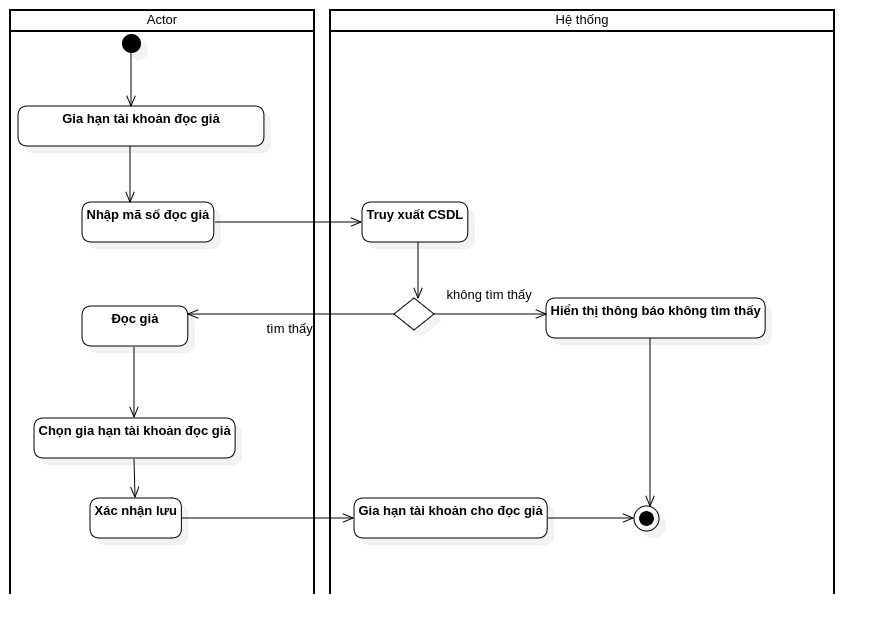 Actor
Hệ thống
Gia hạn tài khoản đọc giả
Nhập mã số đọc giả
Truy xuất CSDL
không tìm thấy
Hiển thị thông báo không tìm thấy
Đọc giả
tìm thấy
Chọn gia hạn tài khoản đọc giả
Xác nhận lưu
Gia hạn tài khoản cho đọc giả